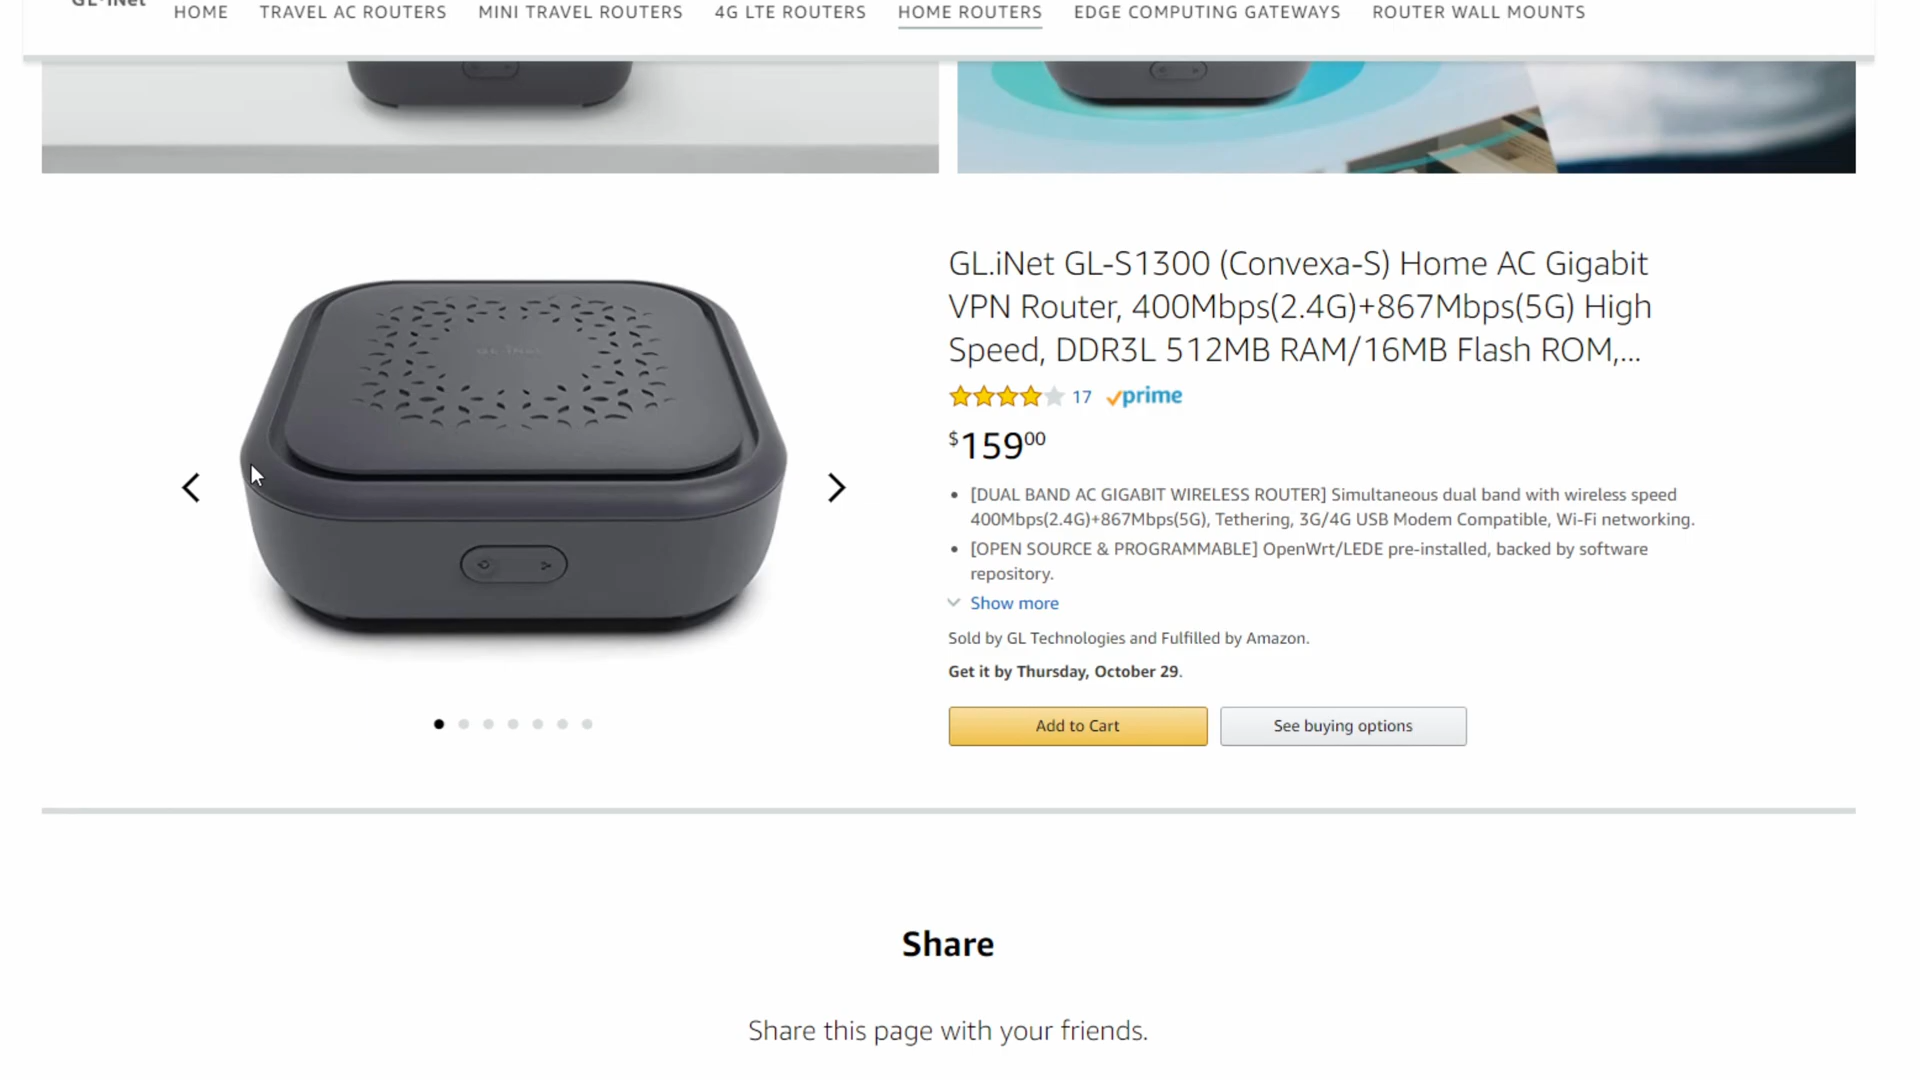 GL·iNet
HOME TRAVEL AC ROUTERS MINI TRAVEL ROUTERS 4G LTE ROUTERS HOME ROUTERS EDGE COMPUTING GATEWAYS ROUTER WALL MOUNTS
GL·iNet
GL.iNet GL-S1300 (Convexa-S) Home AC Gigabit
VPN Router, 400Mbps(2.4G)+867Mbps(5G) High
Speed, DDR3L 512MB RAM/16MB Flash ROM,...
17 prime
$15900
• [DUAL BAND AC GIGABIT WIRELESS ROUTER] Simultaneous dual band with wireless speed
400Mbps(2.4G)+867Mbps(5G), Tethering, 3G/4G USB Modem Compatible, Wi-Fi networking.
• [OPEN SOURCE & PROGRAMMABLE] OpenWrt/LEDE pre-installed, backed by software
repository.
Show more
Sold by GL Technologies and Fulfilled by Amazon.
Get it by Thursday, October 29.
Add to Cart See buying options
Share
Share this page with your friends.